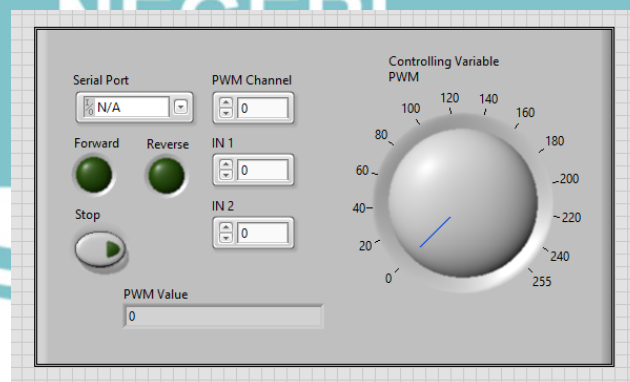 NEGERI
Serial Port
N/A
PWM Channel
0
Forward
Reverse
IN 1
0
Stop
IN 2
0
PWM Value
0
Controlling Variable
PWM
0
20
40
60
80
100
120
140
160
180
200
220
240
255